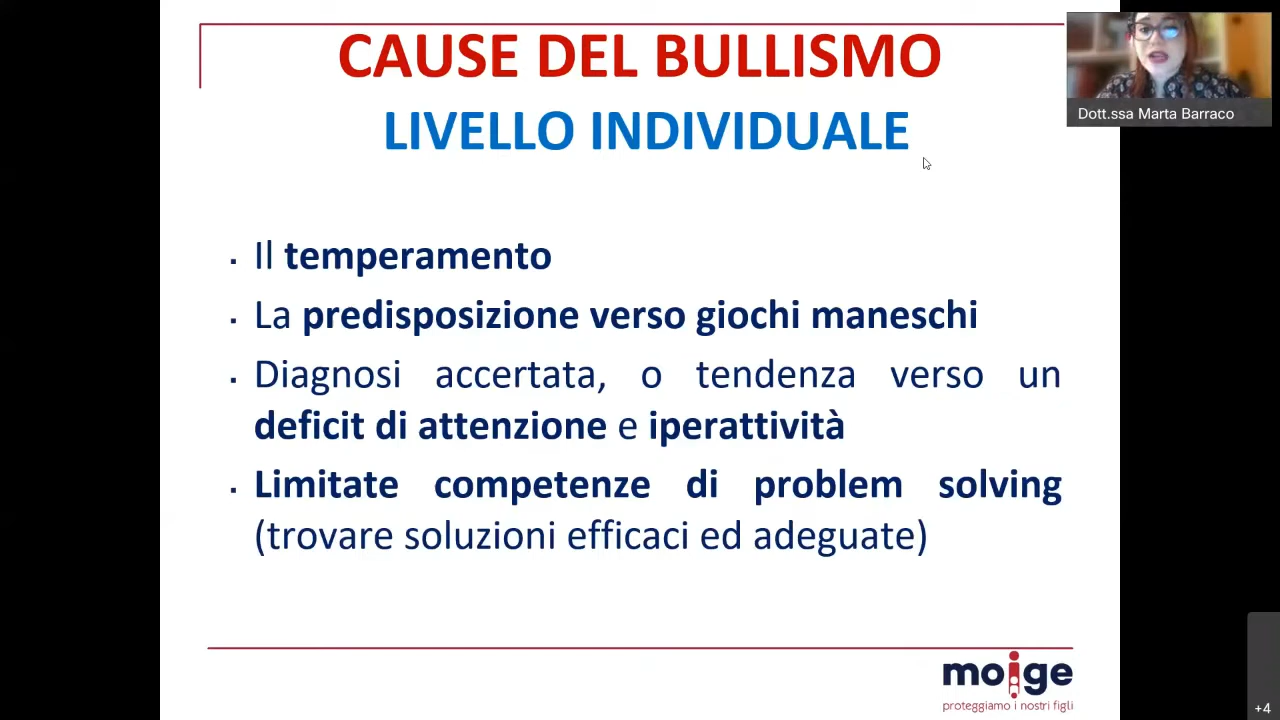 CAUSE DEL BULLISMO
LIVELLO INDIVIDUALE
Dott.ssa Marta Barraco
▪ Il temperamento
▪ La predisposizione verso giochi maneschi
▪ Diagnosi accertata, o tendenza verso un
deficit di attenzione e iperattività
▪ Limitate competenze di problem solving
(trovare soluzioni efficaci ed adeguate)
moige
proteggiamo i nostri figli
+4